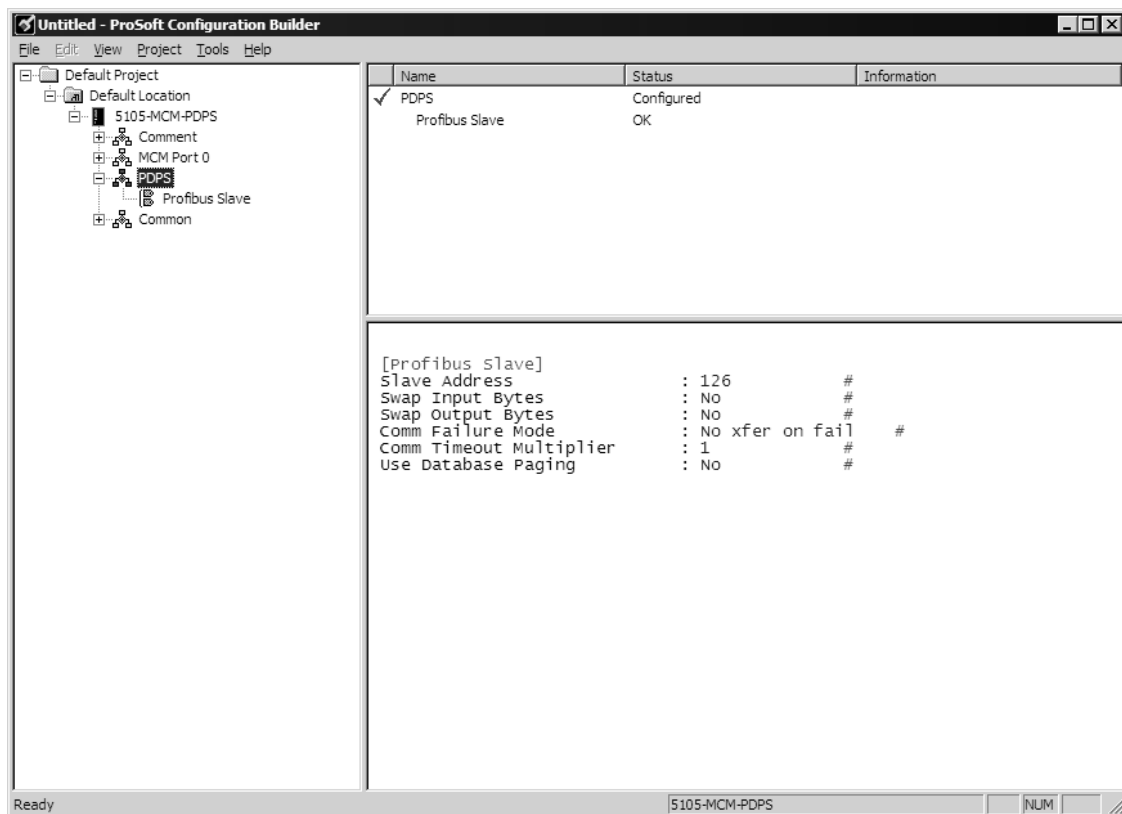 Untitled - ProSoft Configuration Builder
File Edit View Project Tools Help
Default Project
Default Location
5105-MCM-PDPS
Comment
MCM Port 0
PDPS
Profibus Slave
Common
Name Status Information
PDPS Configured
Profibus Slave OK
[Profibus Slave]
Slave Address : 126 #
Swap Input Bytes : No #
Swap Output Bytes : No #
Comm Failure Mode : No xfer on fail #
Comm Timeout Multiplier : 1 #
Use Database Paging : No #
Ready 5105-MCM-PDPS NUM